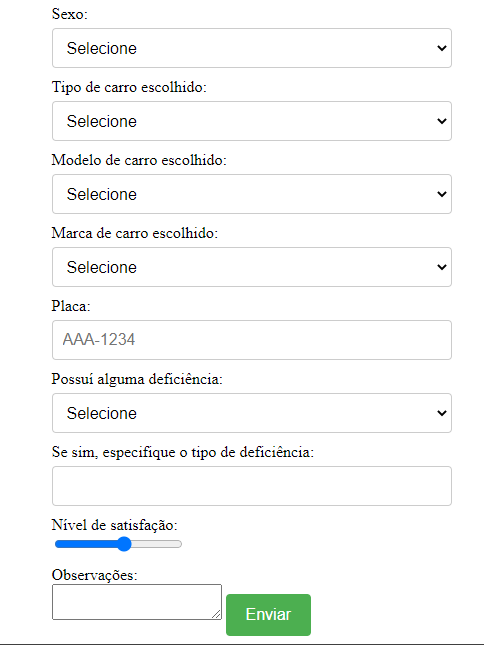 Sexo:
Selecione
Tipo de carro escolhido:
Selecione
Modelo de carro escolhido:
Selecione
Marca de carro escolhido:
Selecione
Placa:
AAA-1234
Possuí alguma deficiência:
Selecione
Se sim, especifique o tipo de deficiência:
Nível de satisfação:
Observações:
Enviar